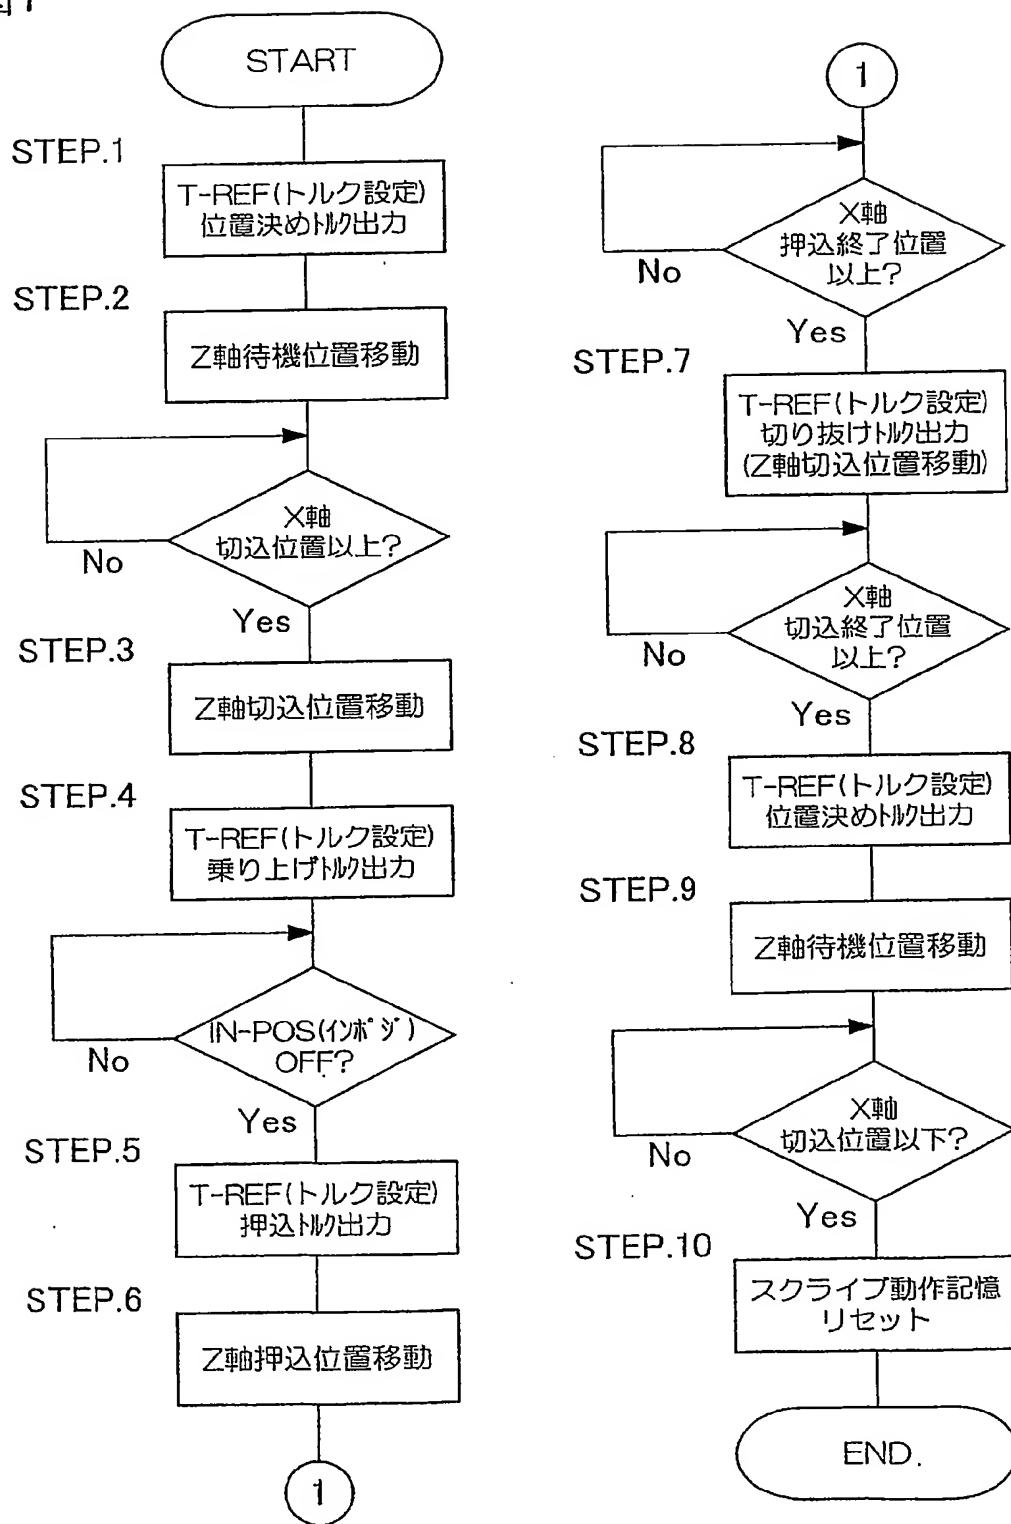 START
STEP.1
T-REF(トルク設定)
位置決めﾄﾙｸ出力
STEP.2
Z軸待機位置移動
X軸
切込位置以上?
No
Yes
STEP.3
Z軸切込位置移動
STEP.4
T-REF(トルク設定)
乗り上げﾄﾙｸ出力
IN-POS(ｲﾝﾎﾟｼﾞ)
OFF?
No
Yes
STEP.5
T-REF(トルク設定)
押込ﾄﾙｸ出力
STEP.6
Z軸押込位置移動
1
1
X軸
押込終了位置
以上?
No
Yes
STEP.7
T-REF(トルク設定)
切り抜けﾄﾙｸ出力
(Z軸切込位置移動)
X軸
切込終了位置
以上?
No
Yes
STEP.8
T-REF(トルク設定)
位置決めﾄﾙｸ出力
STEP.9
Z軸待機位置移動
X軸
切込位置以下?
No
Yes
STEP.10
スクライブ動作記憶
リセット
END.